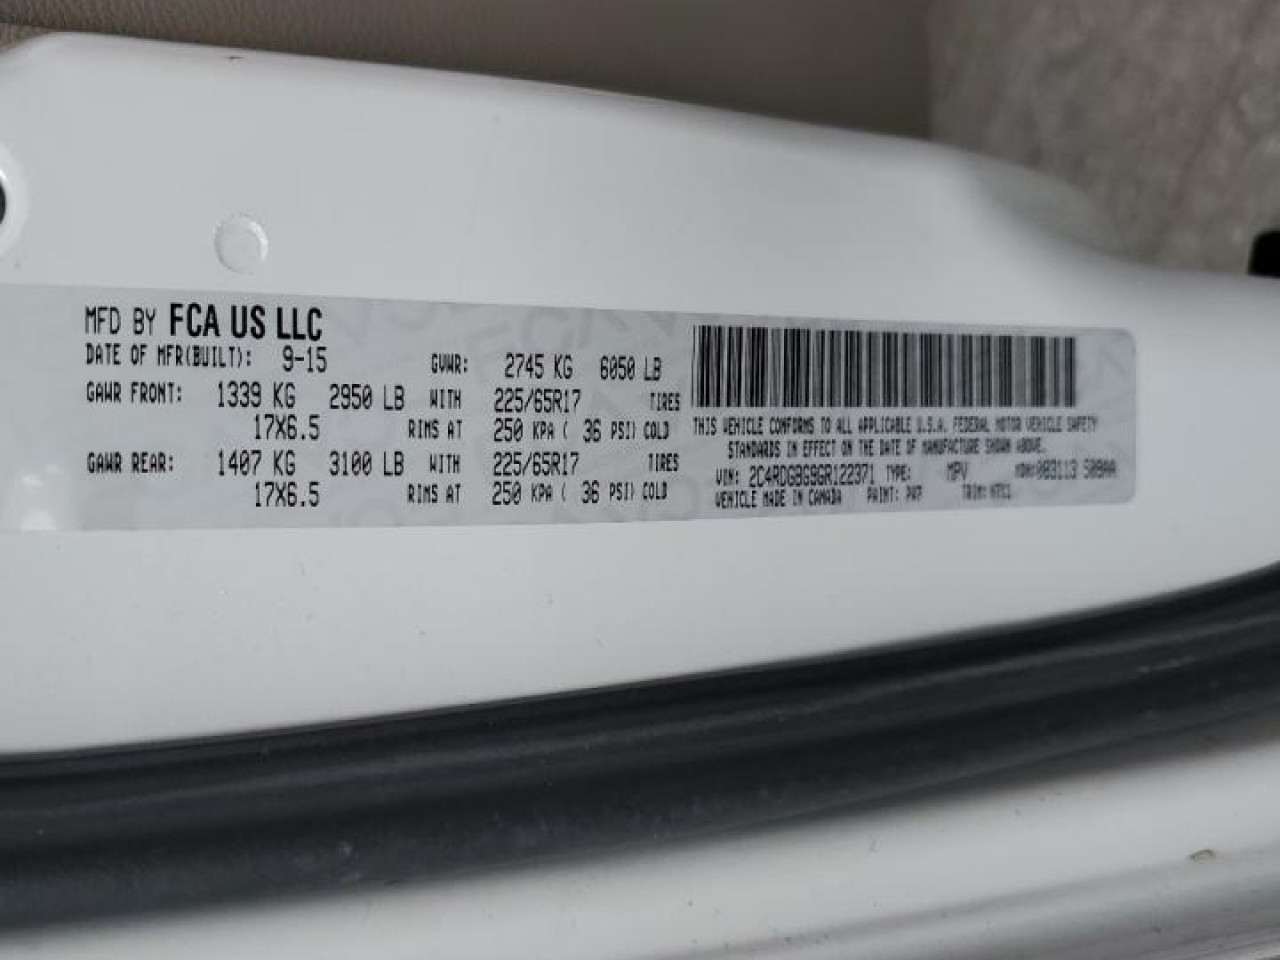 MFD BY FCA US LLC
DATE OF MFR(BUILT): 9-15 GVWR: 2745 KG 6050 LB
GAWR FRONT: 1339 KG 2950 LB WITH 225/65R17 TIRES
17X6.5 RIMS AT 250 KPA ( 36 PSI) COLD
GAWR REAR: 1407 KG 3100 LB WITH 225/65R17 TIRES
17X6.5 RIMS AT 250 KPA ( 36 PSI) COLD
THIS VEHICLE CONFORMS TO ALL APPLICABLE U.S.A. FEDERAL MOTOR VEHICLE SAFETY
STANDARDS IN EFFECT ON THE DATE OF MANUFACTURE SHOWN ABOVE.
VIN: 2C4RDGBG9GR122371 TYPE: MPV MDH: 083113 509AA
VEHICLE MADE IN CANADA PAINT: PW7 TRIM: